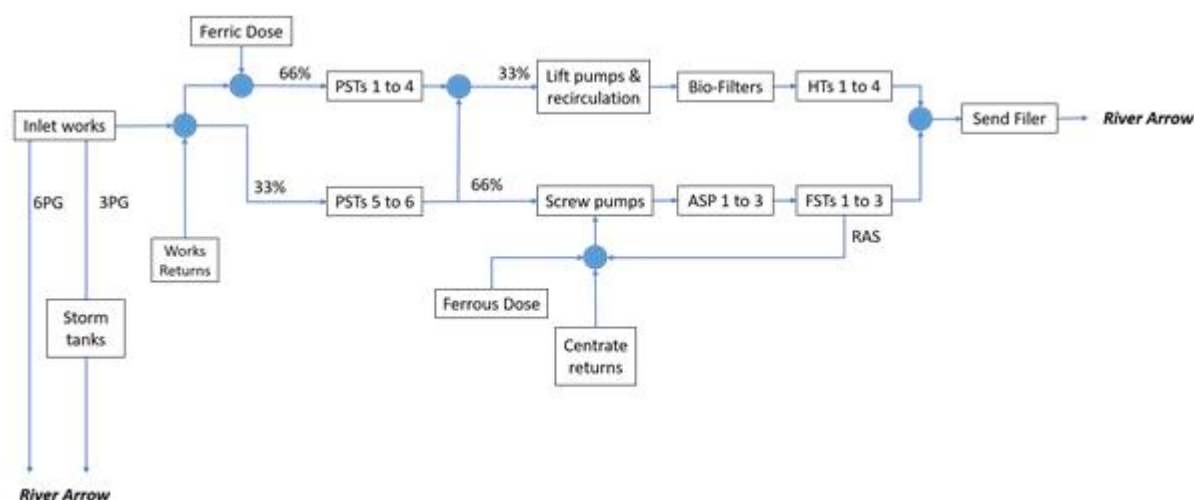 Ferric Dose
66%
PSTs 1 to 4
33%
Lift pumps &
recirculation
Bio-Filters
HTs 1 to 4
Inlet works
Send Filer
River Arrow
6PG
3PG
33%
PSTs 5 to 6
66%
Screw pumps
ASP 1 to 3
FSTs 1 to 3
RAS
Works
Returns
Ferrous Dose
Storm
tanks
Centrate
returns
River Arrow